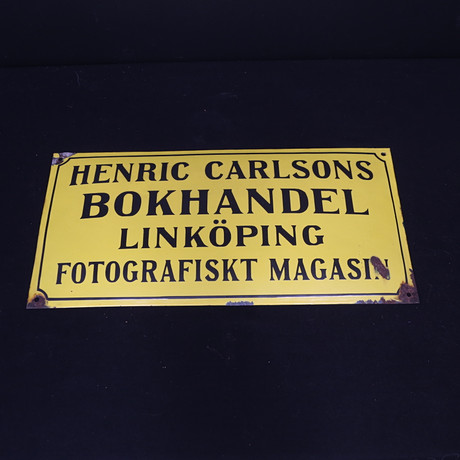 HENRIC CARLSONS
BOKHANDEL
LINKÖPING
FOTOGRAFISKT MAGASIN